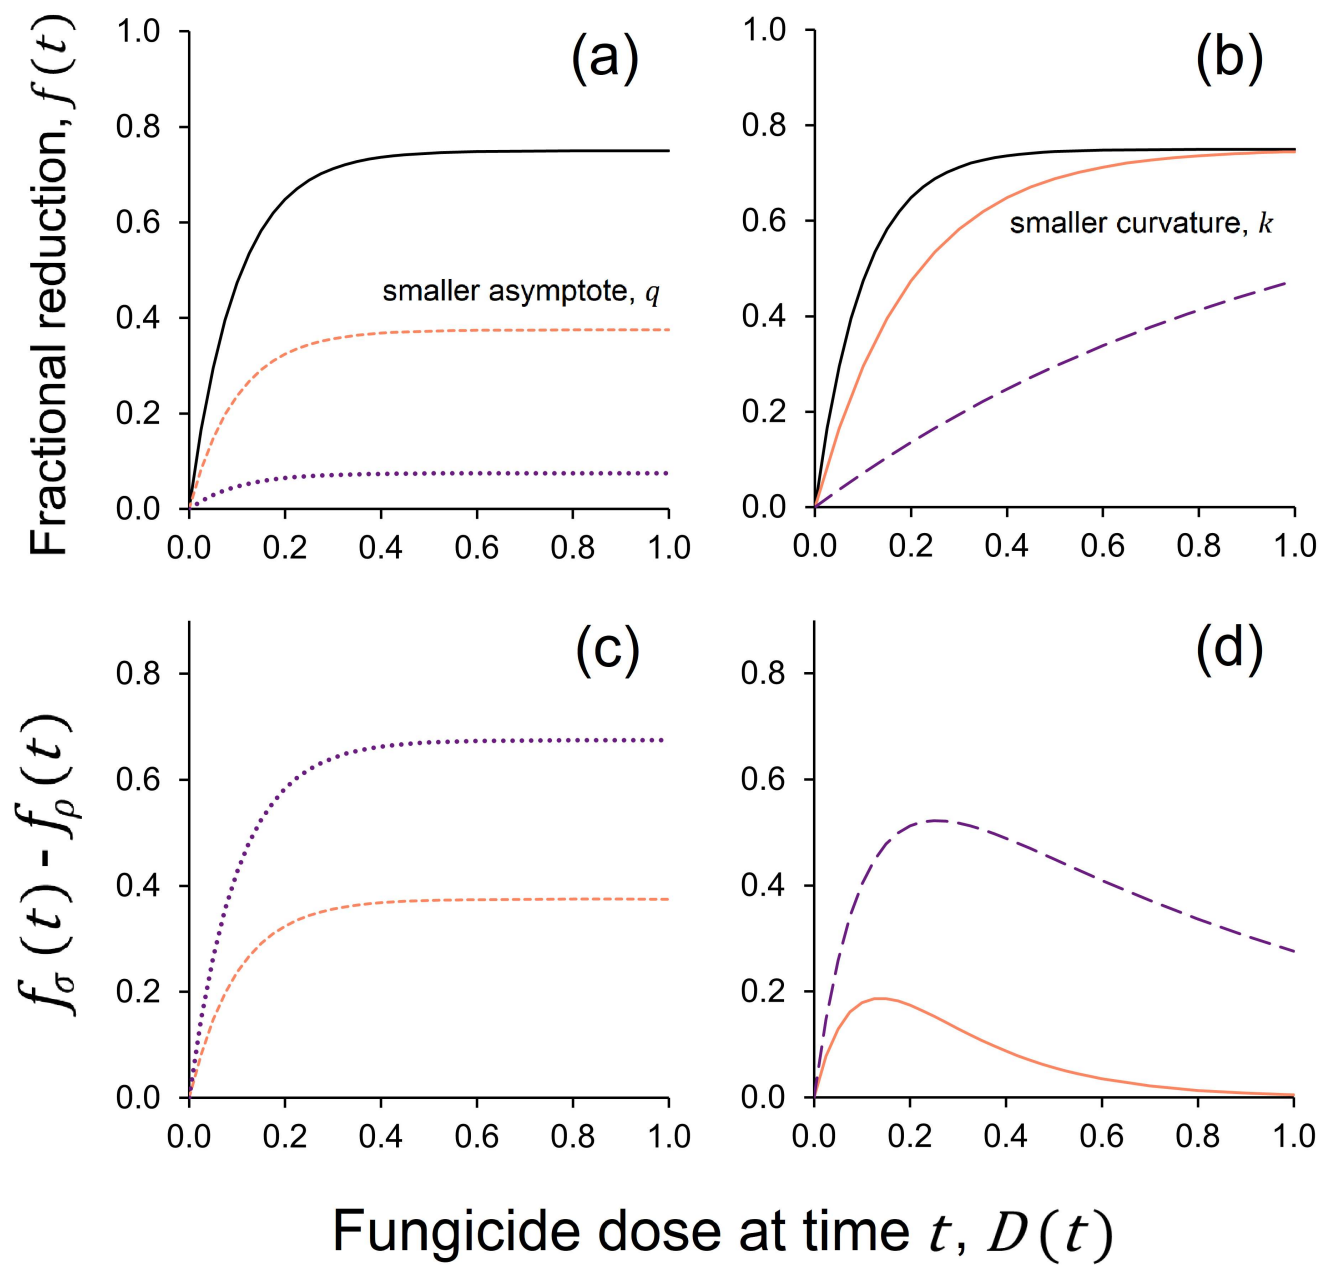 Fractional reduction, f (t)
(a)
1.0
0.8
0.6
0.4
0.2
0.0
smaller asymptote, q
0.0 0.2 0.4 0.6 0.8 1.0
(b)
1.0
0.8
0.6
0.4
0.2
0.0
smaller curvature, k
0.0 0.2 0.4 0.6 0.8 1.0
fσ (t) - fρ (t)
(c)
0.8
0.6
0.4
0.2
0.0
0.0 0.2 0.4 0.6 0.8 1.0
(d)
0.8
0.6
0.4
0.2
0.0
0.0 0.2 0.4 0.6 0.8 1.0
Fungicide dose at time t, D(t)